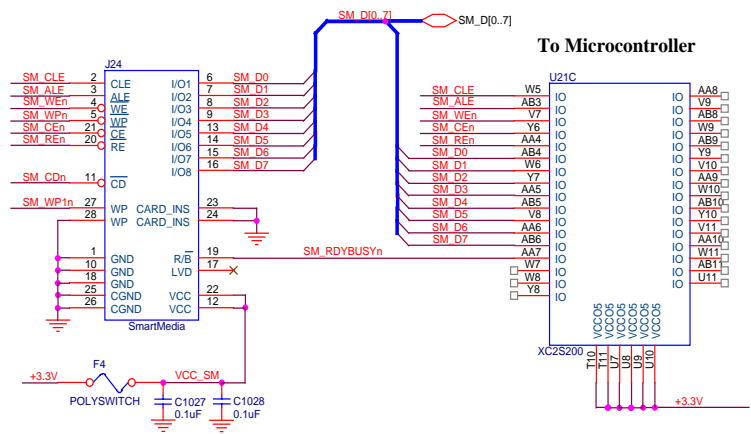 SM_D[0..7]
SM_D[0..7]
To Microcontroller
J24
SM_CLE 2 CLE I/O1 6 SM_D0
SM_ALE 3 ALE I/O2 7 SM_D1
SM_WEn 4 WE I/O3 8 SM_D2
SM_WPn 5 WP I/O4 9 SM_D3
SM_CEn 21 CE I/O5 13 SM_D4
SM_REn 20 RE I/O6 14 SM_D5
I/O7 15 SM_D6
I/O8 16 SM_D7
SM_CDn 11 CD
SM_WP1n 27 WP CARD_INS 23
28 WP CARD_INS 24
1 GND R/B 19 SM_RDYBUSYn
10 GND LVD 17
18 GND
25 CGND VCC 22
26 CGND VCC 12
SmartMedia
U21C
SM_CLE W5 IO IO AA8
SM_ALE AB3 IO IO V9
SM_WEn V7 IO IO AB8
SM_CEn Y6 IO IO W9
SM_REn AA4 IO IO AB9
SM_D0 AB4 IO IO Y9
SM_D1 W6 IO IO V10
SM_D2 Y7 IO IO AA9
SM_D3 AA5 IO IO W10
SM_D4 AB5 IO IO AB10
SM_D5 V8 IO IO Y10
SM_D6 AA6 IO IO V11
SM_D7 AB6 IO IO AA10
AA7 IO IO W11
W7 IO IO AB11
W8 IO IO U11
Y8 IO
VCCO5 VCCO5 VCCO5 VCCO5 VCCO5 VCCO5
XC2S200
T10 T11 U7 U8 U9 U10
+3.3V
+3.3V F4 VCC_SM
POLYSWITCH
C1027 C1028
0.1uF 0.1uF